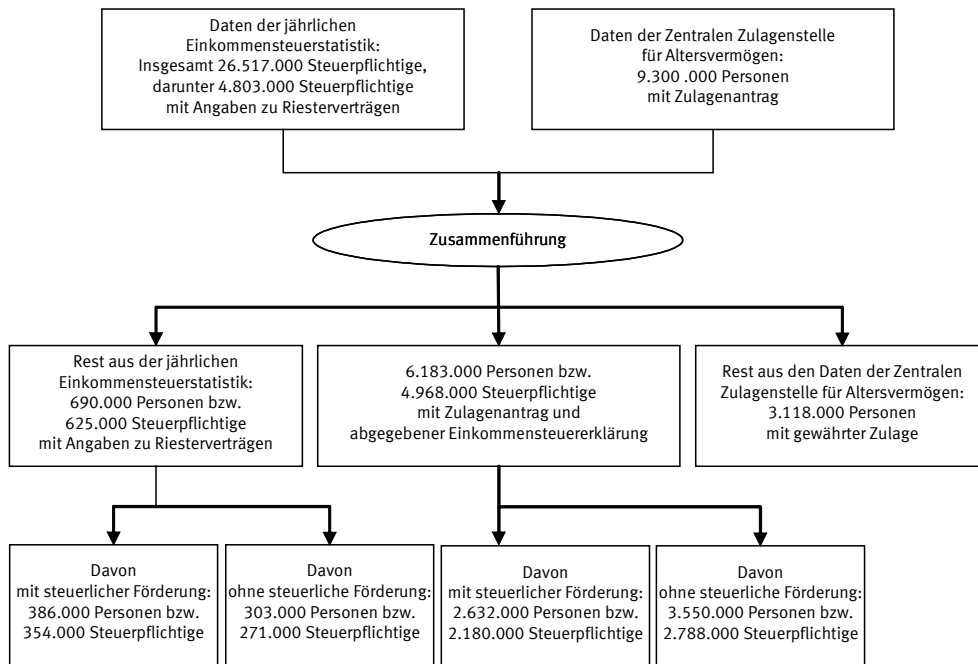 Daten der jährlichen
Einkommensteuerstatistik:
Insgesamt 26.517.000 Steuerpflichtige,
darunter 4.803.000 Steuerpflichtige
mit Angaben zu Riesterverträgen
Daten der Zentralen Zulagenstelle
für Altersvermögen:
9.300 .000 Personen
mit Zulagenantrag
Zusammenführung
Rest aus der jährlichen
Einkommensteuerstatistik:
690.000 Personen bzw.
625.000 Steuerpflichtige
mit Angaben zu Riesterverträgen
6.183.000 Personen bzw.
4.968.000 Steuerpflichtige
mit Zulagenantrag und
abgegebener Einkommensteuererklärung
Rest aus den Daten der Zentralen
Zulagenstelle für Altersvermögen:
3.118.000 Personen
mit gewährter Zulage
Davon
mit steuerlicher Förderung:
386.000 Personen bzw.
354.000 Steuerpflichtige
Davon
ohne steuerliche Förderung:
303.000 Personen bzw.
271.000 Steuerpflichtige
Davon
mit steuerlicher Förderung:
2.632.000 Personen bzw.
2.180.000 Steuerpflichtige
Davon
ohne steuerliche Förderung:
3.550.000 Personen bzw.
2.788.000 Steuerpflichtige